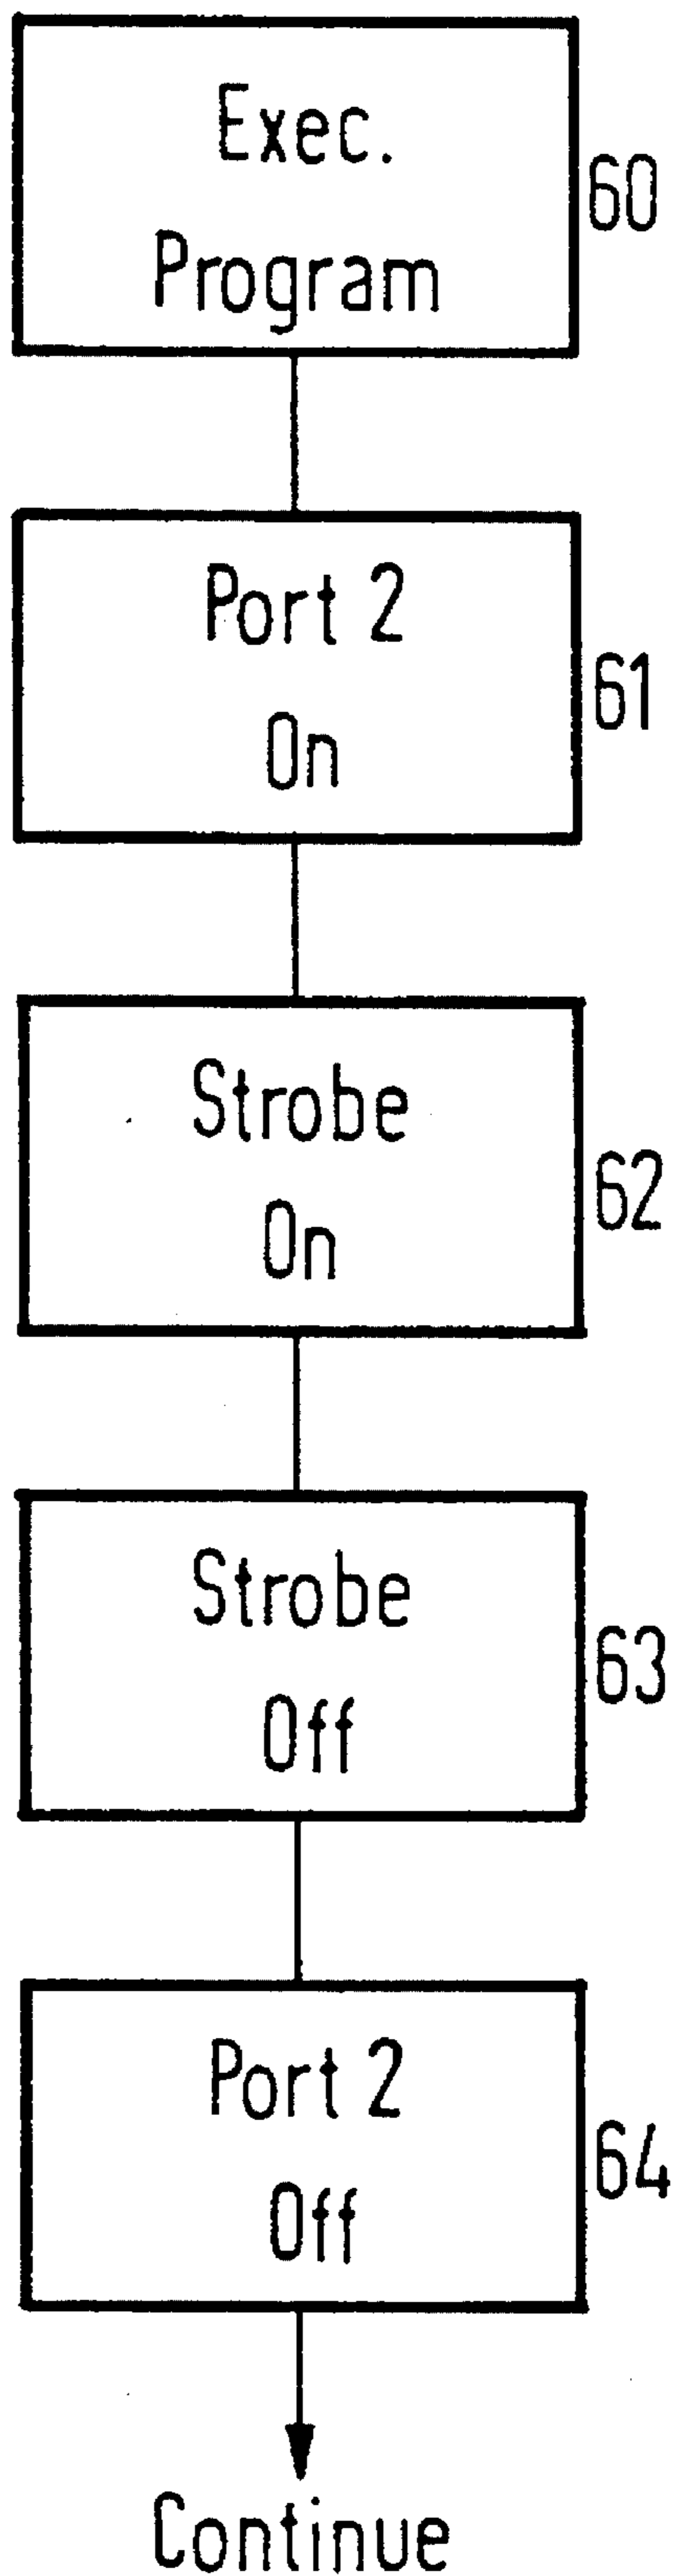 Exec.
Program
60
Port 2
On
61
Strobe
On
62
Strobe
Off
63
Port 2
Off
64
Continue